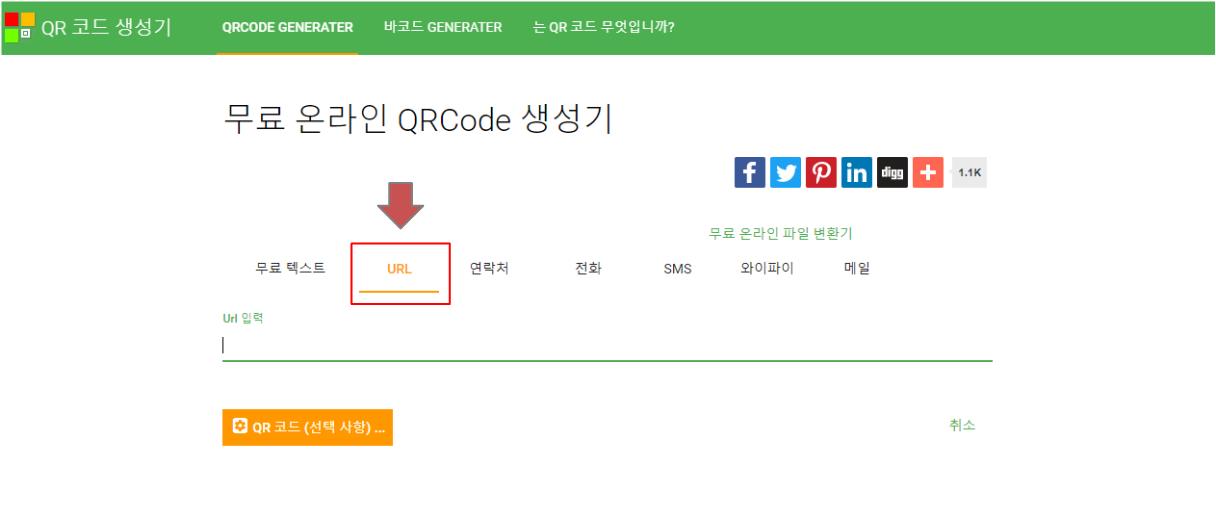 QR 코드 생성기 QRCODE GENERATER 바코드 GENERATER 는 QR 코드 무엇입니까?
무료 온라인 QRCode 생성기
digg 1.1K
무료 온라인 파일 변환기
무료 텍스트 URL 연락처 전화 SMS 와이파이 메일
Url 입력
QR 코드 (선택 사항) ... 취소